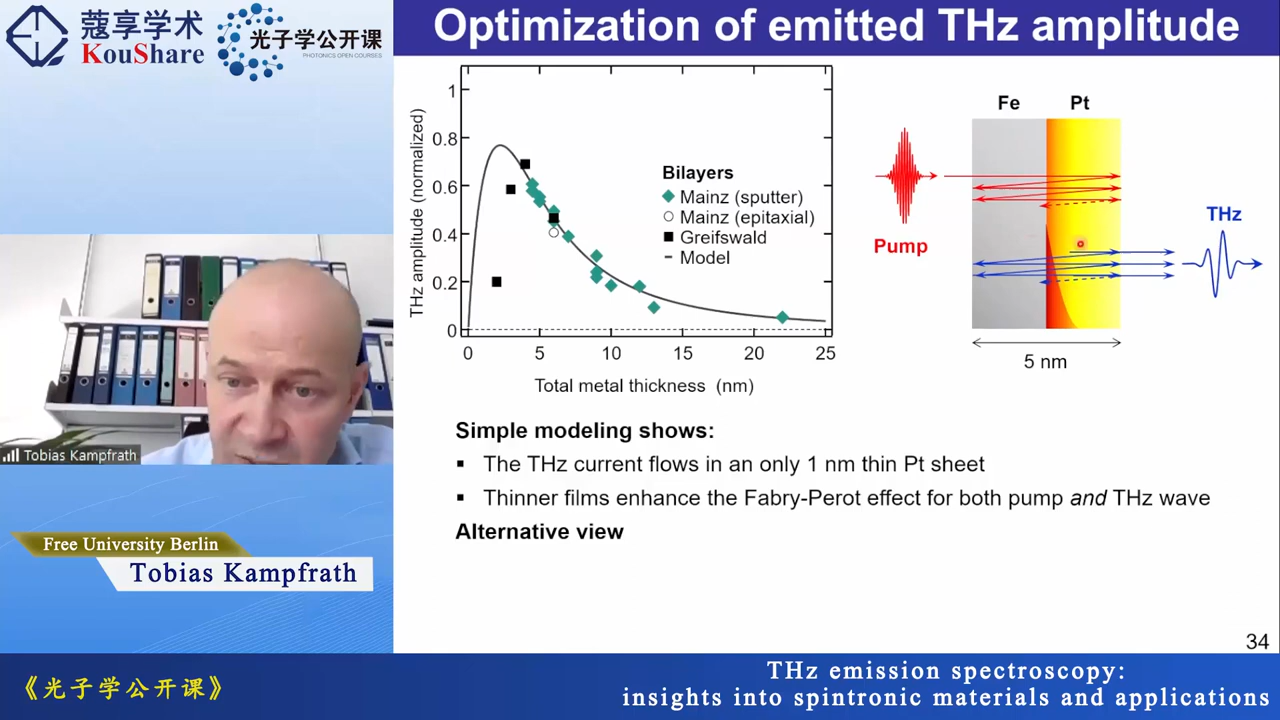 蔻享学术
KouShare
光子学公开课
PHOTONICS OPEN COURSES
Optimization of emitted THz amplitude
THz amplitude (normalized)
1
0.8
0.6
0.4
0.2
0
0 5 10 15 20 25
Total metal thickness (nm)
Bilayers
Mainz (sputter)
Mainz (epitaxial)
Greifswald
Model
Fe Pt
Pump
THz
5 nm
Simple modeling shows:
▪ The THz current flows in an only 1 nm thin Pt sheet
▪ Thinner films enhance the Fabry-Perot effect for both pump and THz wave
Alternative view
34
Tobias Kampfrath
Free University Berlin
Tobias Kampfrath
《光子学公开课》
THz emission spectroscopy:
insights into spintronic materials and applications